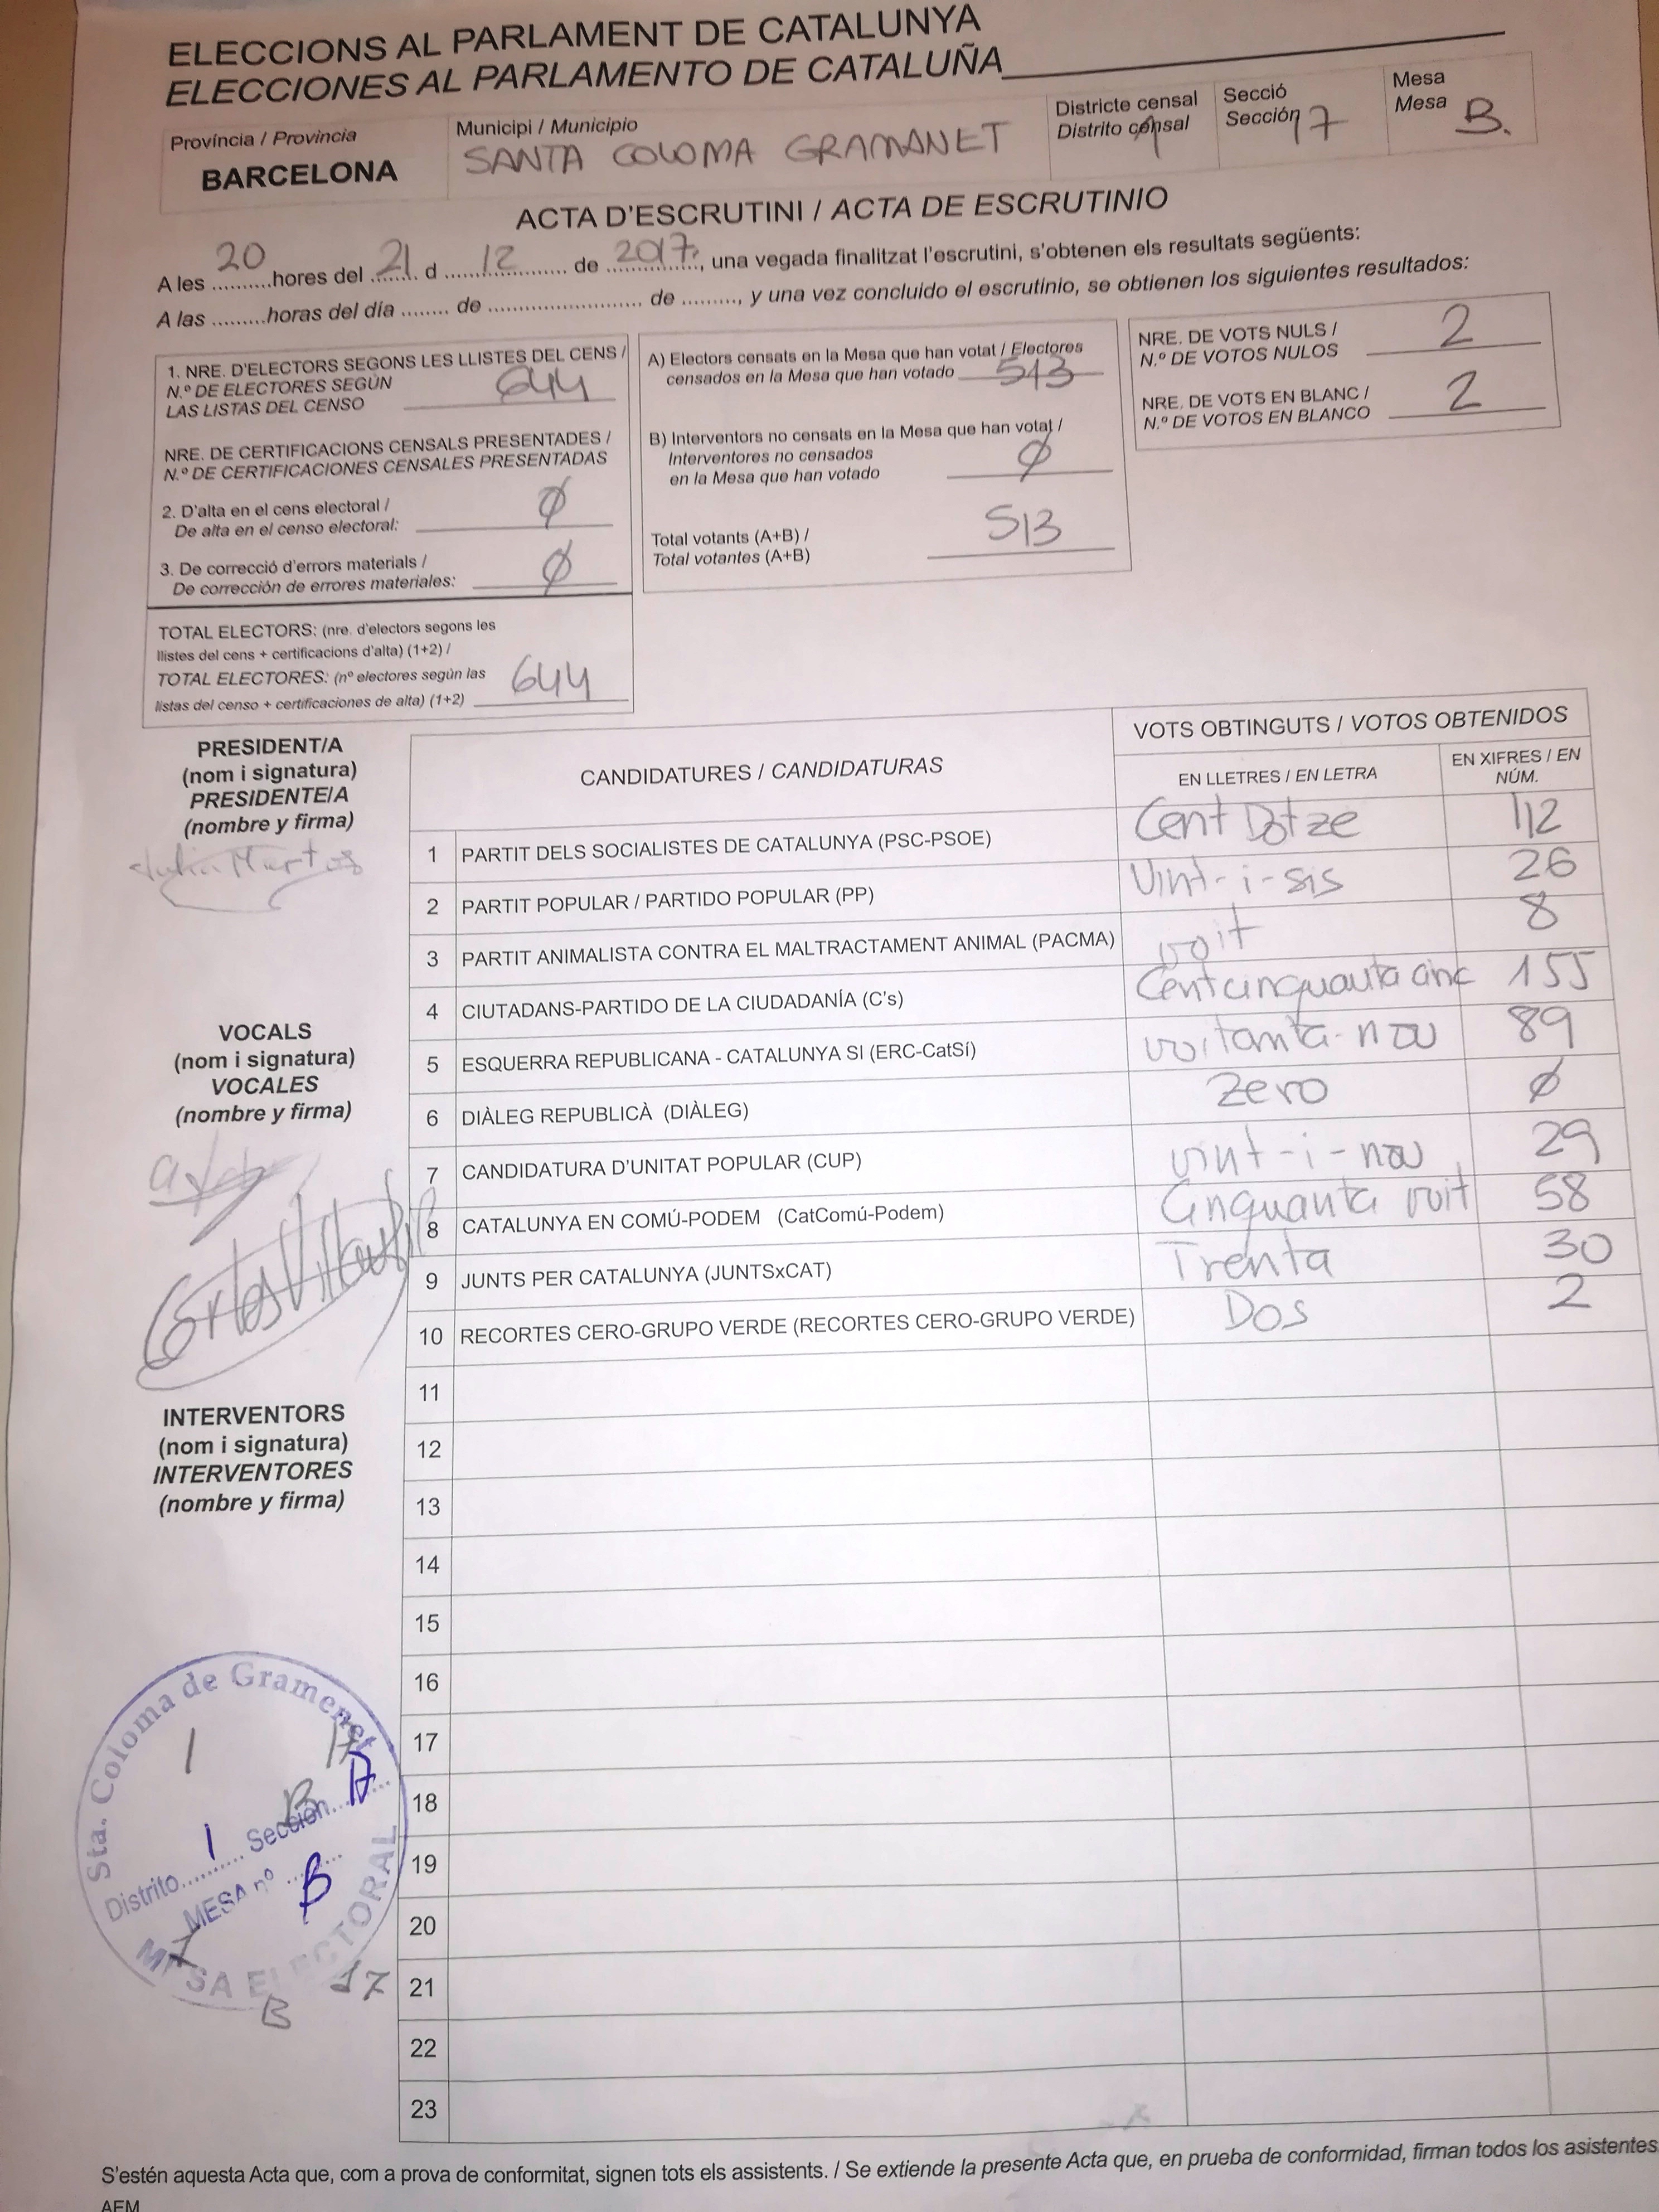 ELECCIONS AL PARLAMENT DE CATALUNYA
ELECCIONES AL PARLAMENTO DE CATALUÑA
Província / Provincia
BARCELONA
Municipi / Municipio
SANTA COLOMA GRAMANET
Districte censal
Distrito censal 1
Secció
Sección 17
Mesa
Mesa B.
ACTA D'ESCRUTINI / ACTA DE ESCRUTINIO
A les 20 hores del 21 d 12 de 2017, una vegada finalitzat l'escrutini, s'obtenen els resultats següents:
A las .........horas del día ........ de ........................ de ........., y una vez concluido el escrutinio, se obtienen los siguientes resultados:
1. NRE. D'ELECTORS SEGONS LES LLISTES DEL CENS /
N.º DE ELECTORES SEGÚN
LAS LISTAS DEL CENSO 644
NRE. DE CERTIFICACIONS CENSALS PRESENTADES /
N.º DE CERTIFICACIONES CENSALES PRESENTADAS
2. D'alta en el cens electoral /
De alta en el censo electoral: Ø
3. De correcció d'errors materials /
De corrección de errores materiales: Ø
TOTAL ELECTORS: (nre. d'electors segons les
llistes del cens + certificacions d'alta) (1+2) /
TOTAL ELECTORES: (nº electores según las
listas del censo + certificaciones de alta) (1+2) 644
A) Electors censats en la Mesa que han votat / Electores
censados en la Mesa que han votado 513
B) Interventors no censats en la Mesa que han votat /
Interventores no censados
en la Mesa que han votado Ø
Total votants (A+B) /
Total votantes (A+B) 513
NRE. DE VOTS NULS /
N.º DE VOTOS NULOS 2
NRE. DE VOTS EN BLANC /
N.º DE VOTOS EN BLANCO 2
PRESIDENT/A
(nom i signatura)
PRESIDENTE/A
(nombre y firma)
VOCALS
(nom i signatura)
VOCALES
(nombre y firma)
INTERVENTORS
(nom i signatura)
INTERVENTORES
(nombre y firma)
CANDIDATURES / CANDIDATURAS
VOTS OBTINGUTS / VOTOS OBTENIDOS
EN LLETRES / EN LETRA
EN XIFRES / EN
NÚM.
1 PARTIT DELS SOCIALISTES DE CATALUNYA (PSC-PSOE) Cent Dotze 112
2 PARTIT POPULAR / PARTIDO POPULAR (PP) Vint-i-sis 26
3 PARTIT ANIMALISTA CONTRA EL MALTRACTAMENT ANIMAL (PACMA) voit 8
4 CIUTADANS-PARTIDO DE LA CIUDADANÍA (C's) Cent cinquanta cinc 155
5 ESQUERRA REPUBLICANA - CATALUNYA SI (ERC-CatSí) voitanta-nou 89
6 DIÀLEG REPUBLICÀ (DIÀLEG) Zero Ø
7 CANDIDATURA D'UNITAT POPULAR (CUP) vint-i-nou 29
8 CATALUNYA EN COMÚ-PODEM (CatComú-Podem) Cinquanta vuit 58
9 JUNTS PER CATALUNYA (JUNTSxCAT) Trenta 30
10 RECORTES CERO-GRUPO VERDE (RECORTES CERO-GRUPO VERDE) Dos 2
11
12
13
14
15
16
17
18
19
20
21
22
23
Sta. Coloma de Gramenet
1 17
B
Distrito 1 Sección 17
MESA nº B
MESA ELECTORAL
17
B
S'estén aquesta Acta que, com a prova de conformitat, signen tots els assistents. / Se extiende la presente Acta que, en prueba de conformidad, firman todos los asistentes